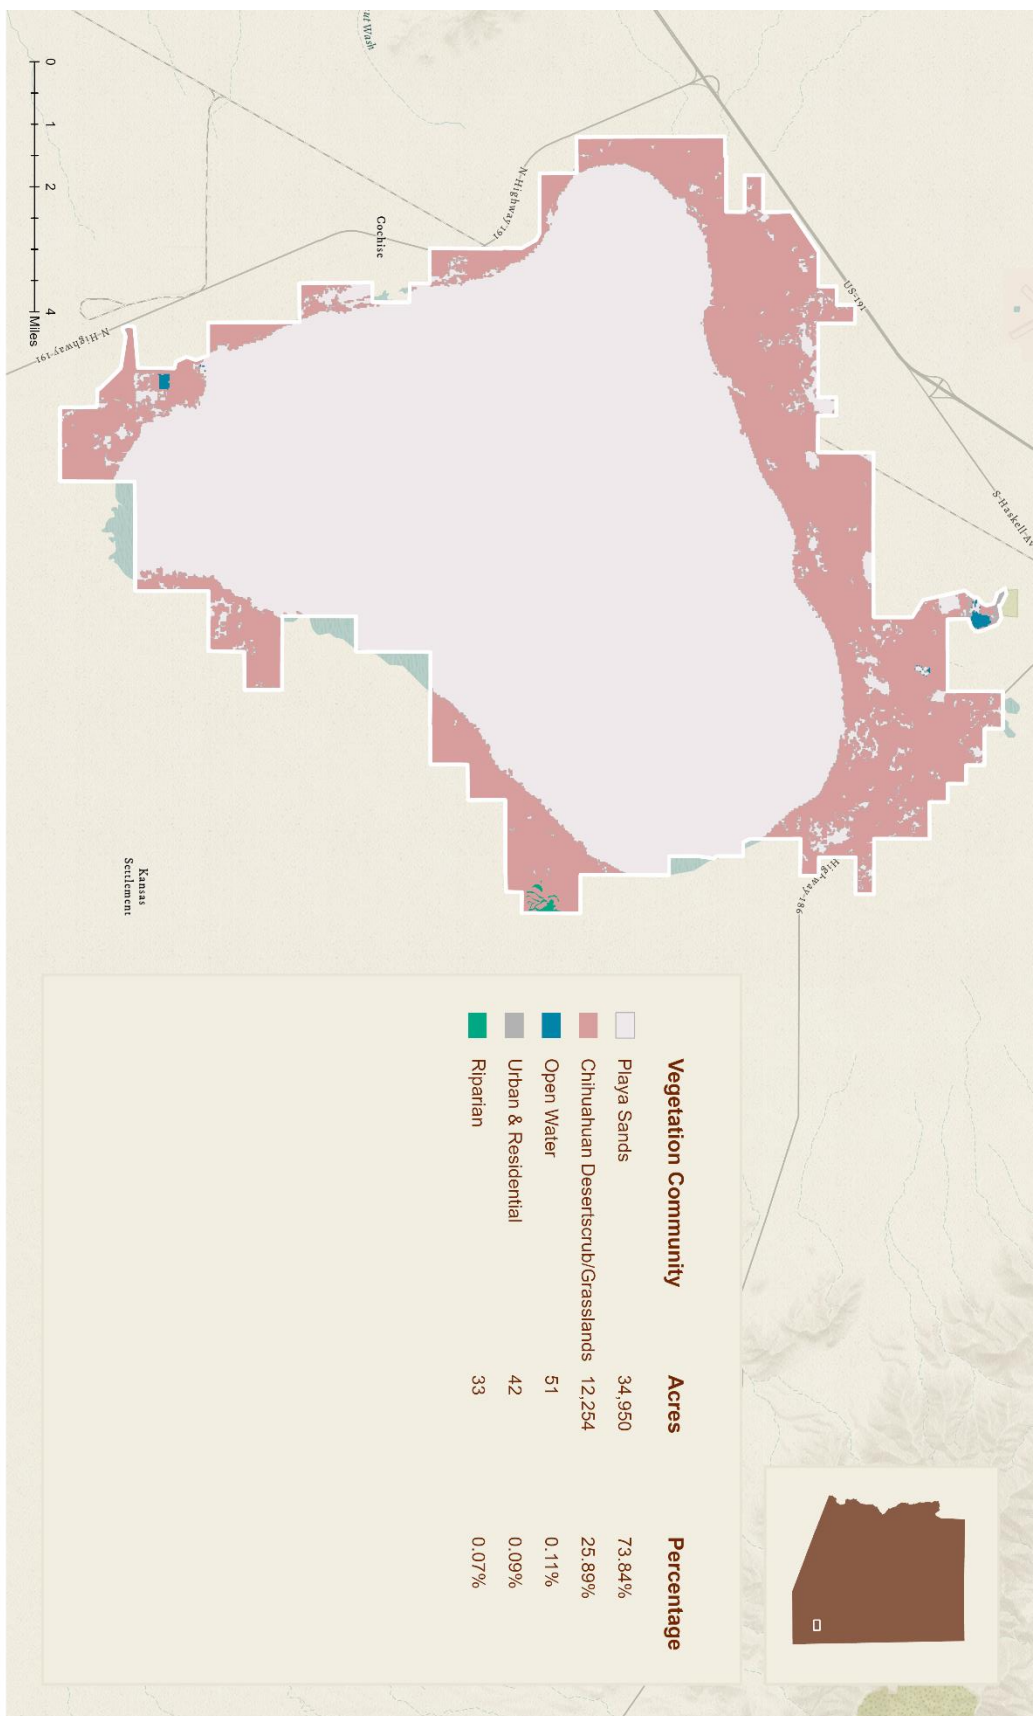 ut Wash
US-191
S-Haskell-Av
N-Highway-191
Cochise
N-Highway-191
Highway-186
Kansas
Settlement
0 1 2 4
Miles
Vegetation Community Acres Percentage
Playa Sands 34,950 73.84%
Chihuahuan Desertscrub/Grasslands 12,254 25.89%
Open Water 51 0.11%
Urban & Residential 42 0.09%
Riparian 33 0.07%